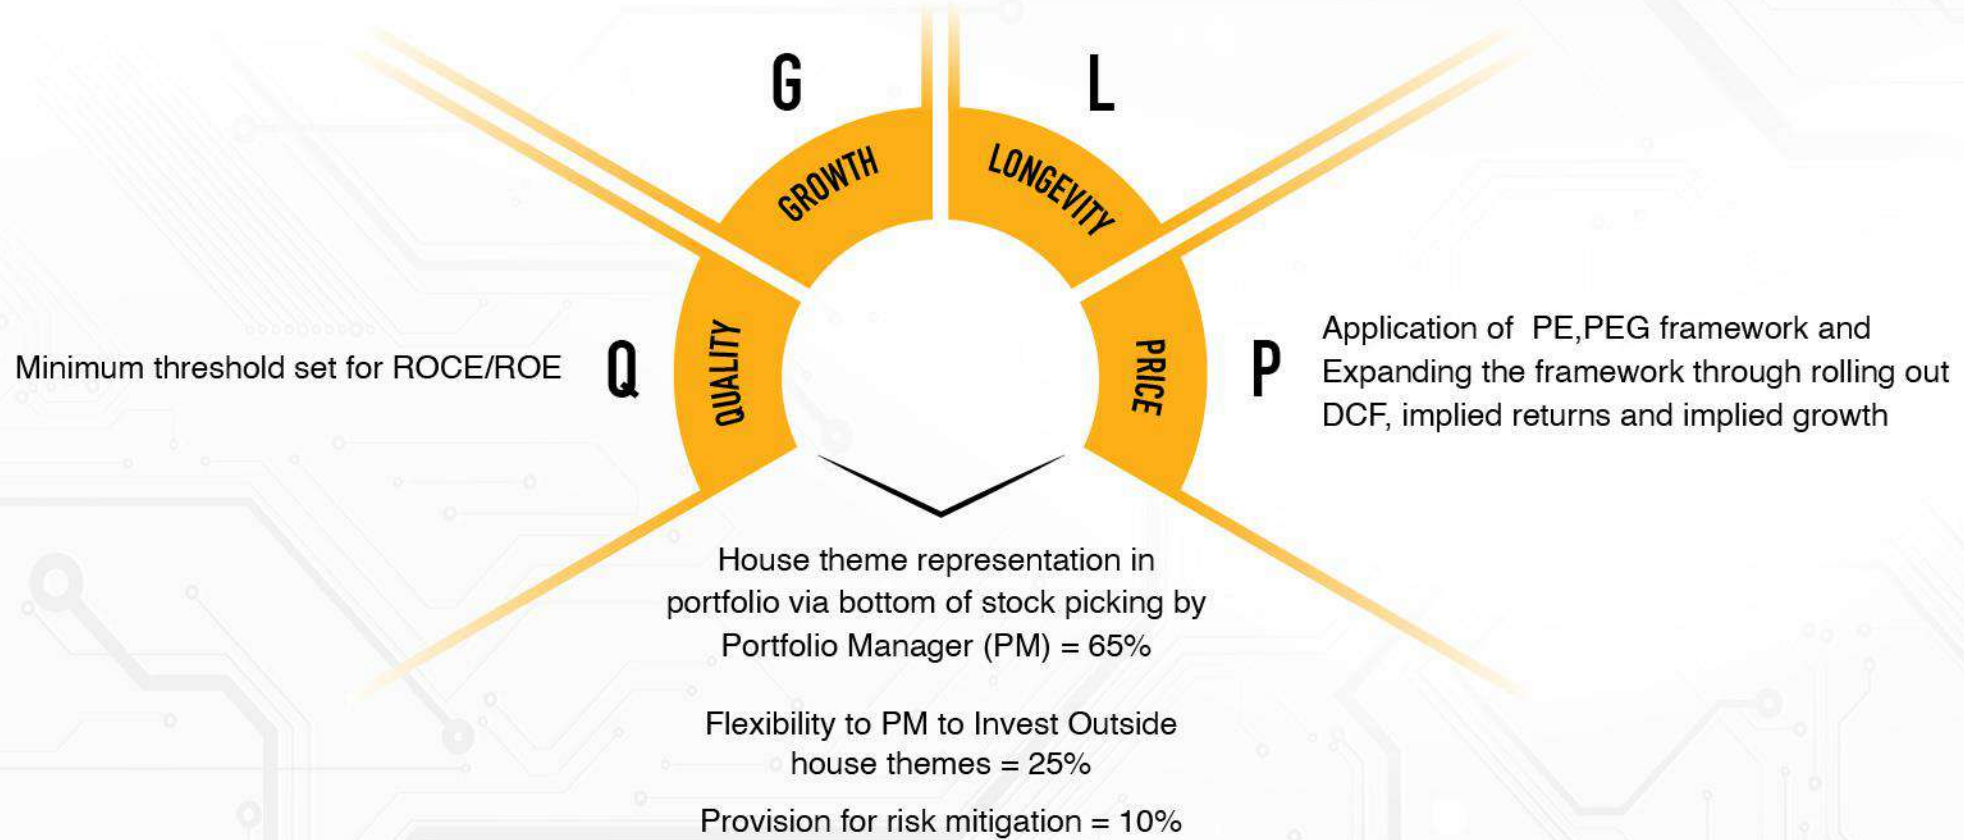 G
L
GROWTH
LONGEVITY
QUALITY
PRICE
Minimum threshold set for ROCE/ROE
Q
P
Application of PE,PEG framework and
Expanding the framework through rolling out
DCF, implied returns and implied growth
House theme representation in
portfolio via bottom of stock picking by
Portfolio Manager (PM) = 65%
Flexibility to PM to Invest Outside
house themes = 25%
Provision for risk mitigation = 10%